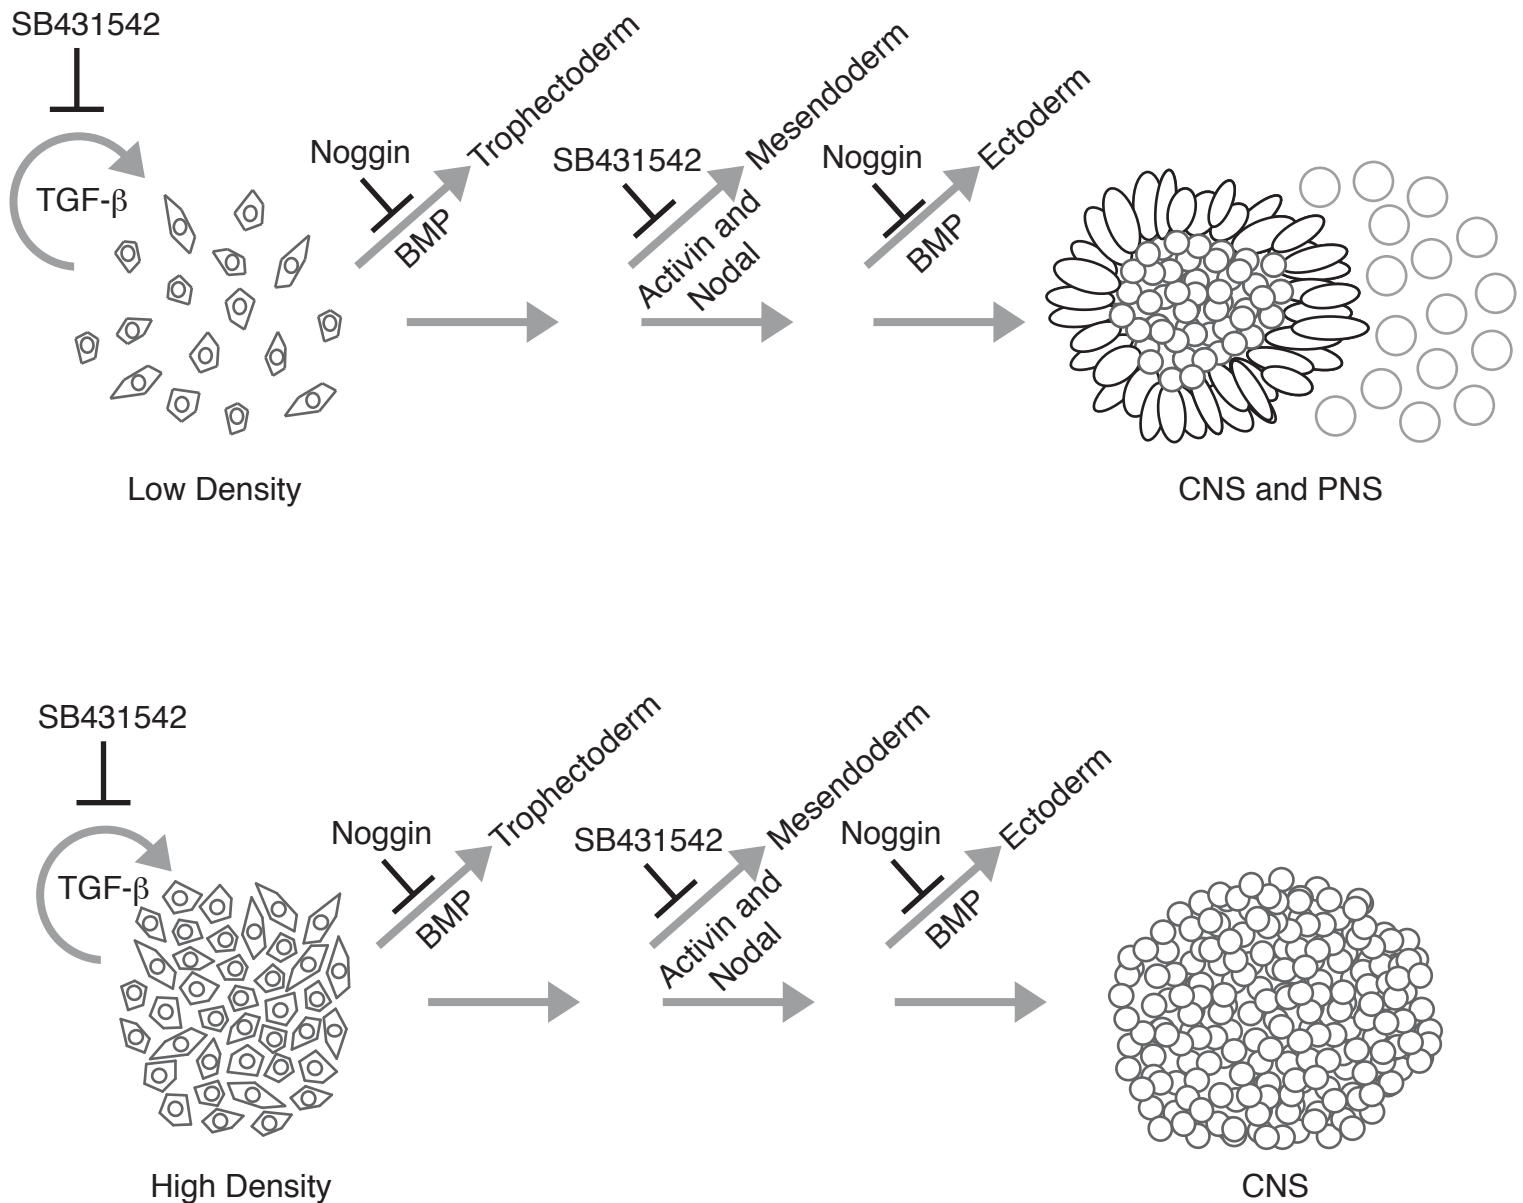 SB431542
TGF-β
Noggin
BMP
Trophectoderm
SB431542
Activin and
Nodal
Mesendoderm
Noggin
BMP
Ectoderm
Low Density
CNS and PNS
SB431542
TGF-β
Noggin
BMP
Trophectoderm
SB431542
Activin and
Nodal
Mesendoderm
Noggin
BMP
Ectoderm
High Density
CNS